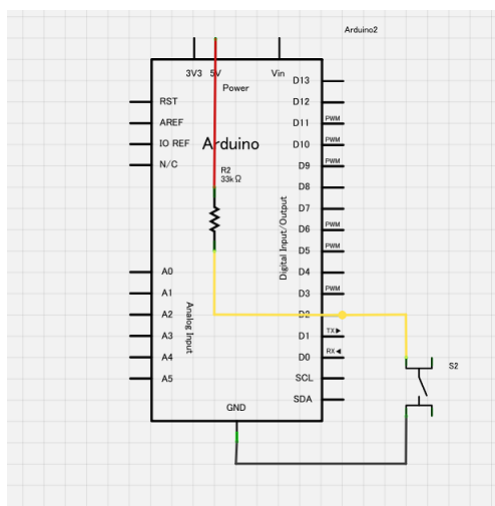 Arduino2
3V3 5V Vin
Power
D13
RST D12
AREF D11 PWM
IO REF Arduino D10 PWM
N/C D9 PWM
R2
33kΩ
D8
D7
D6 PWM
D5 PWM
Digital Input/Output
A0 D4
A1 D3 PWM
A2 D2
Analog Input
A3 D1 TX▶
A4 D0 RX◀
A5 SCL
SDA
S2
GND